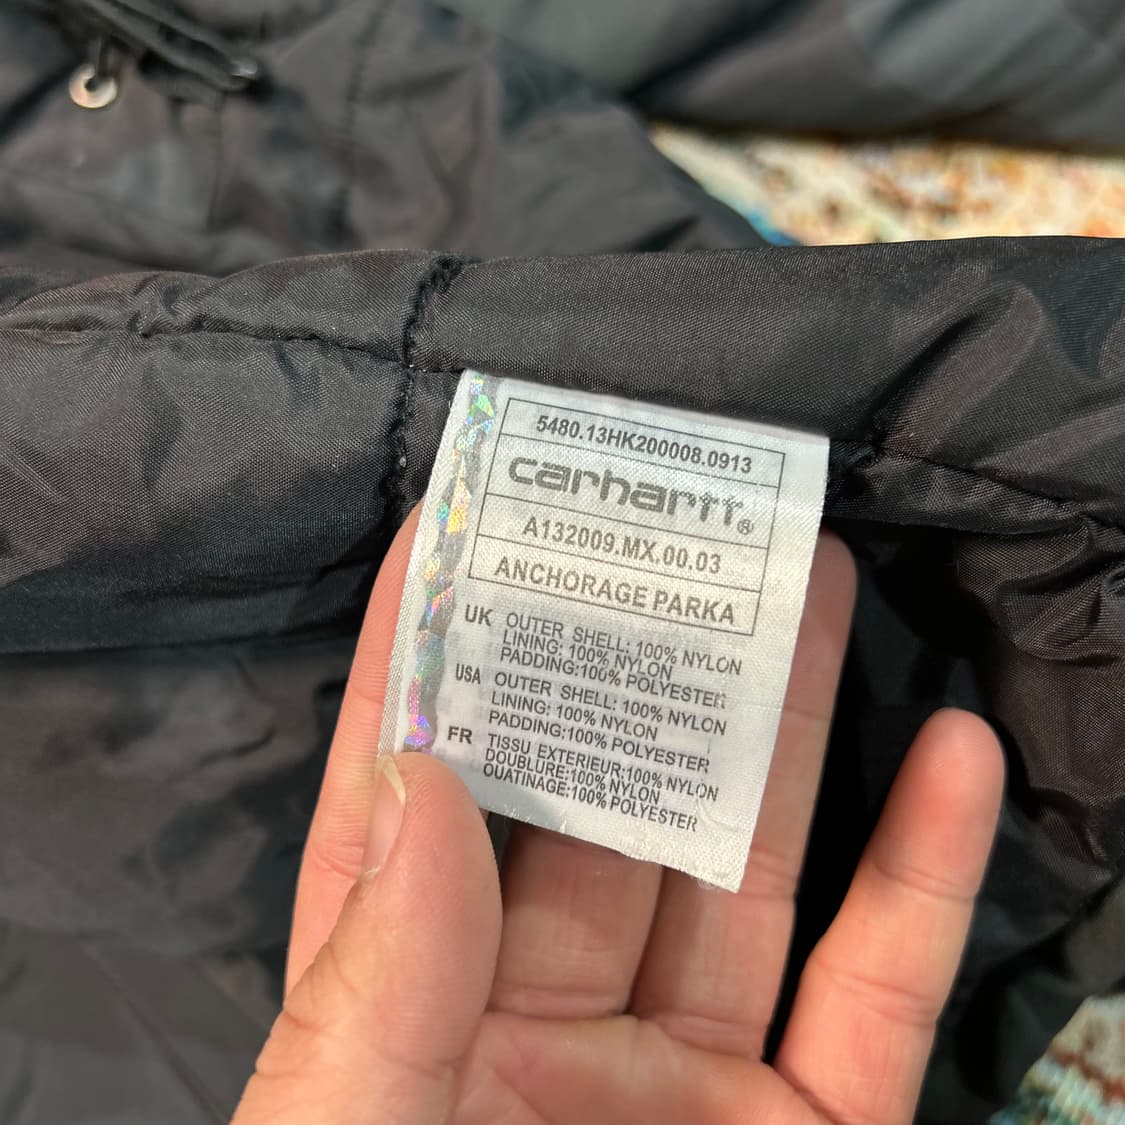 5480.13HK200008.0913
carhartt®
A132009.MX.00.03
ANCHORAGE PARKA
UK OUTER SHELL: 100% NYLON
LINING: 100% NYLON
PADDING:100% POLYESTER
USA OUTER SHELL: 100% NYLON
LINING: 100% NYLON
PADDING:100% POLYESTER
FR TISSU EXTERIEUR:100% NYLON
DOUBLURE:100% NYLON
OUATINAGE:100% POLYESTER